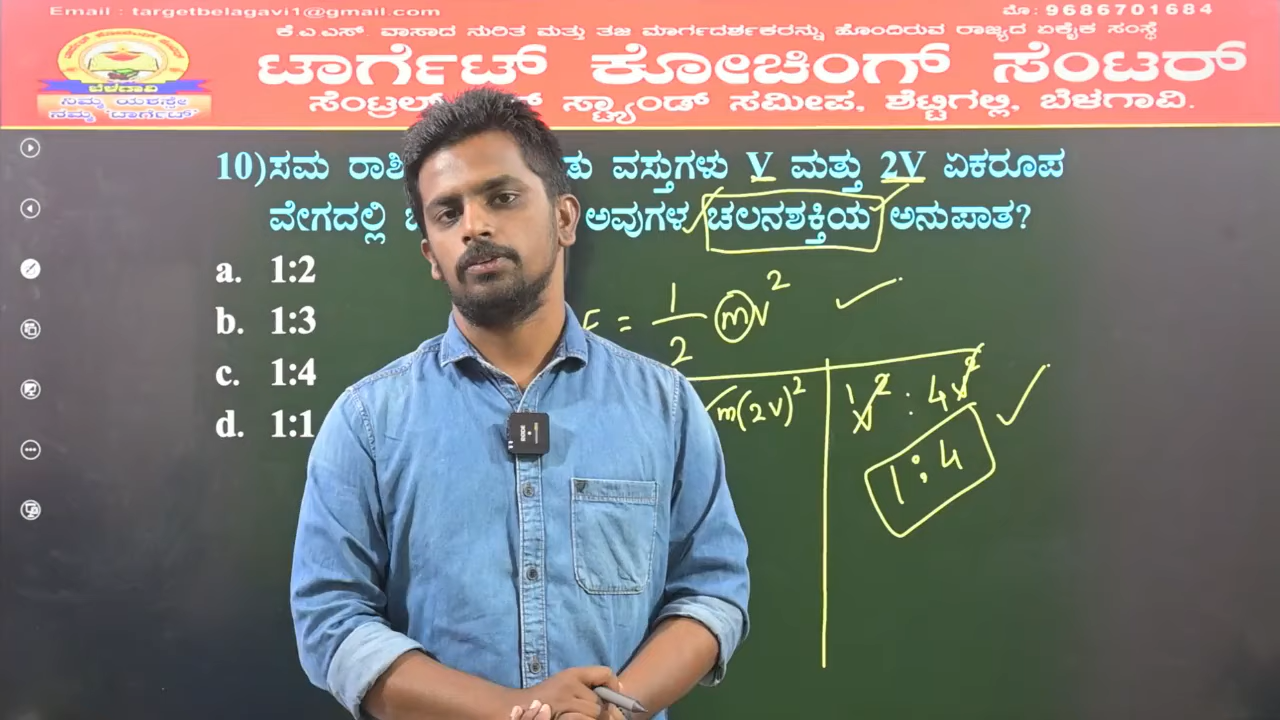 Email : targetbelagavi1@gmail.com
ಮೊ: 9686701684
ಕೆ.ಎ.ಎಸ್ ಪಾಸಾದ ನುರಿತ ಮತ್ತು ತಜ್ಞ ಮಾರ್ಗದರ್ಶಕರನ್ನು ಹೊಂದಿರುವ ರಾಜ್ಯದ ಏಕೈಕ ಸಂಸ್ಥೆ
ಟಾರ್ಗೆಟ್ ಕೋಚಿಂಗ್ ಸೆಂಟರ್
ಸೆಂಟ್ರಲ್ ಸ್ಟ್ಯಾಂಡ್ ಸಮೀಪ, ಶೆಟ್ಟಿಗಲ್ಲಿ, ಬೆಳಗಾವಿ.
ಬೆಳಗಾವಿ
ನಿಮ್ಮ ಯಶಸ್ಸೇ
ನಮ್ಮ 'ಟಾರ್ಗೆಟ್'
10)ಸಮ ವಸ್ತುಗಳು V ಮತ್ತು 2V ಏಕರೂಪ
ವೇಗದಲ್ಲಿ ಅವುಗಳ ಚಲನಶಕ್ತಿಯ ಅನುಪಾತ?
a. 1:2
b. 1:3
c. 1:4
d. 1:1
= 1/2 mv²
m(2v)²
v² : 4v²
1
1:4